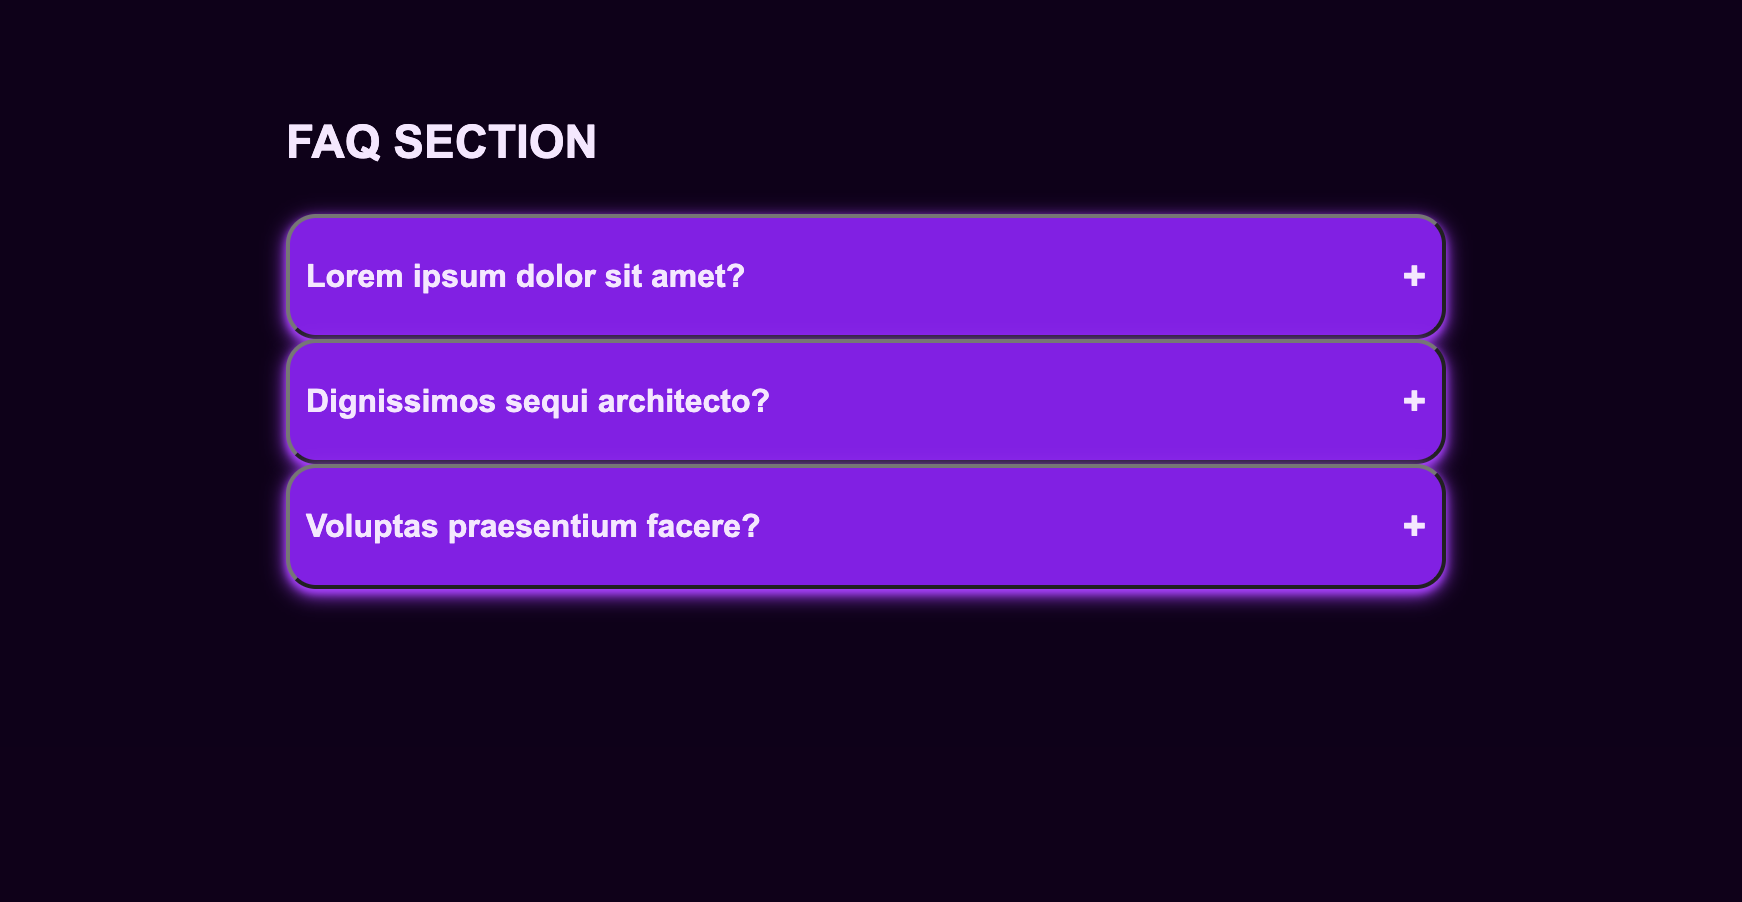 FAQ SECTION
Lorem ipsum dolor sit amet? +
Dignissimos sequi architecto? +
Voluptas praesentium facere? +